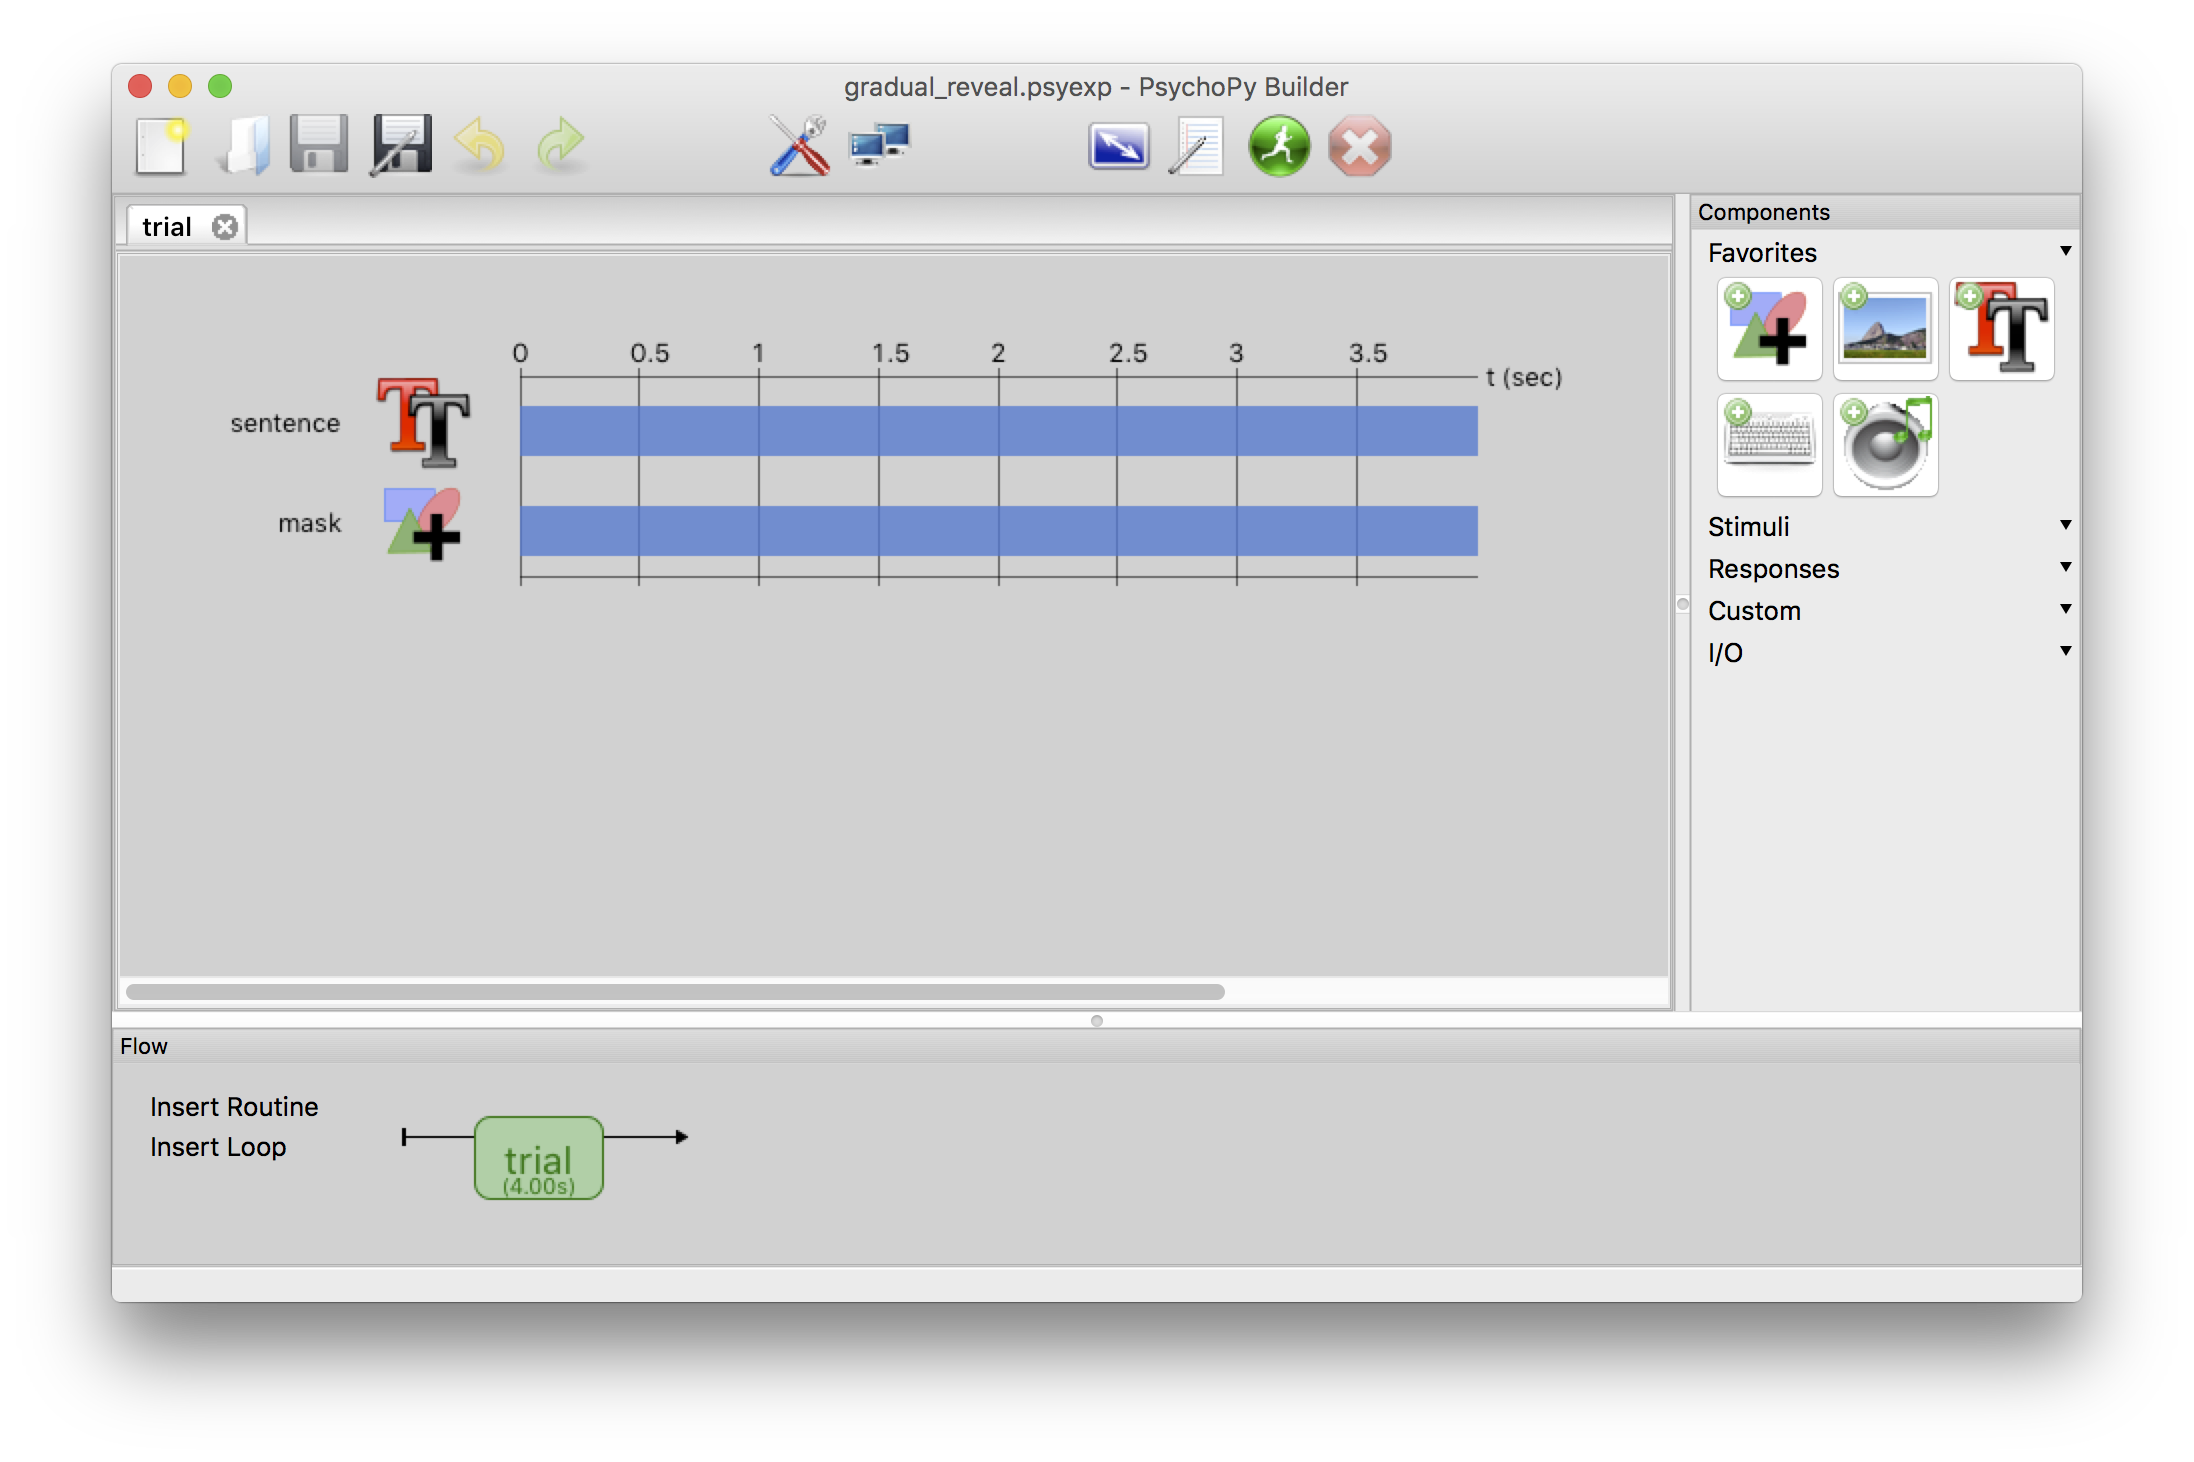 gradual_reveal.psyexp - PsychoPy Builder
trial
0 0.5 1 1.5 2 2.5 3 3.5
t (sec)
sentence
mask
Components
Favorites
Stimuli
Responses
Custom
I/O
Flow
Insert Routine
Insert Loop
trial
(4.00s)